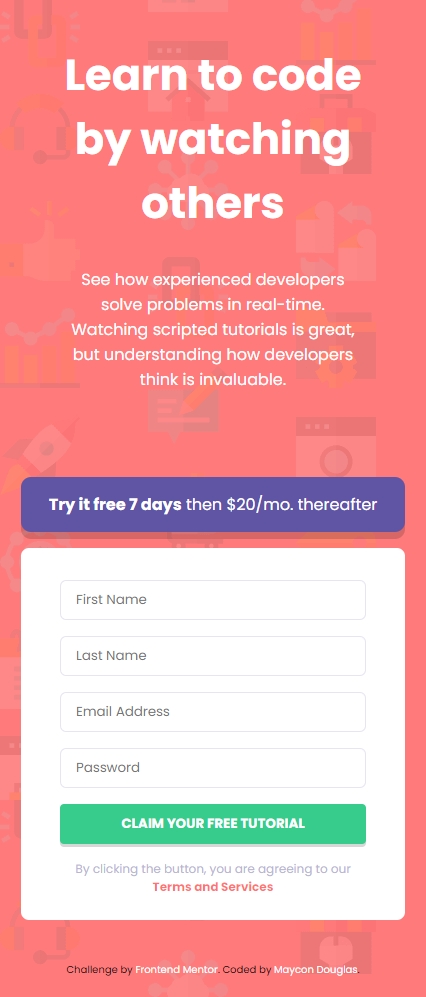 Learn to code
by watching
others
See how experienced developers
solve problems in real-time.
Watching scripted tutorials is great,
but understanding how developers
think is invaluable.
Try it free 7 days then $20/mo. thereafter
First Name
Last Name
Email Address
Password
CLAIM YOUR FREE TUTORIAL
By clicking the button, you are agreeing to our
Terms and Services
Challenge by Frontend Mentor. Coded by Maycon Douglas.